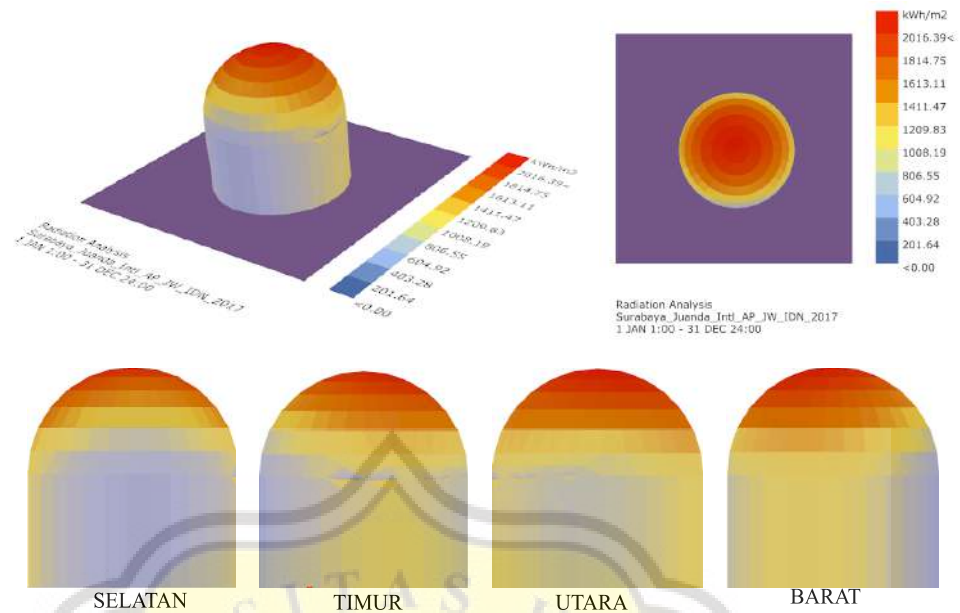 kWh/m2
2016.39<
1814.75
1613.11
1411.47
1209.83
1008.19
806.55
604.92
403.28
201.64
<0.00
Radiation Analysis
Surabaya_Juanda_Intl_AP_JW_IDN_2017
1 JAN 1:00 - 31 DEC 24:00
kWh/m2
2016.39<
1814.75
1613.11
1411.47
1209.83
1008.19
806.55
604.92
403.28
201.64
<0.00
Radiation Analysis
Surabaya_Juanda_Intl_AP_JW_IDN_2017
1 JAN 1:00 - 31 DEC 24:00
SELATAN
TIMUR
UTARA
BARAT